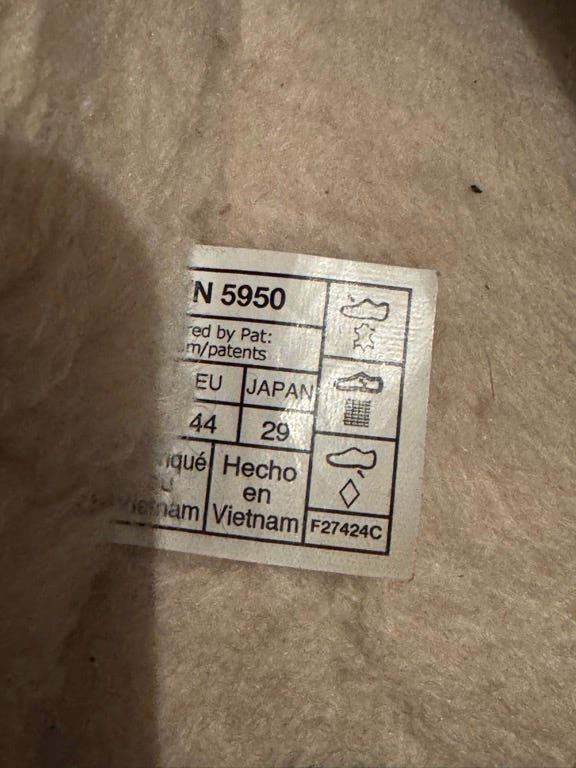 N 5950
red by Pat:
m/patents
EU JAPAN
44 29
iqué Hecho
en
Vietnam Vietnam
F27424C